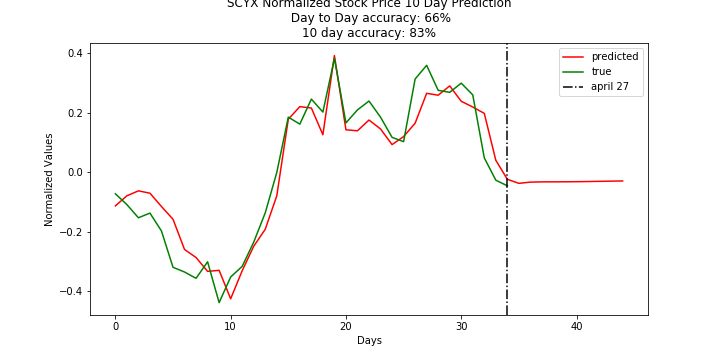 SCYX Normalized Stock Price 10 Day Prediction
Day to Day accuracy: 66%
10 day accuracy: 83%
predicted
true
april 27
Normalized Values
0.4
0.2
0.0
−0.2
−0.4
0
10
20
30
40
Days